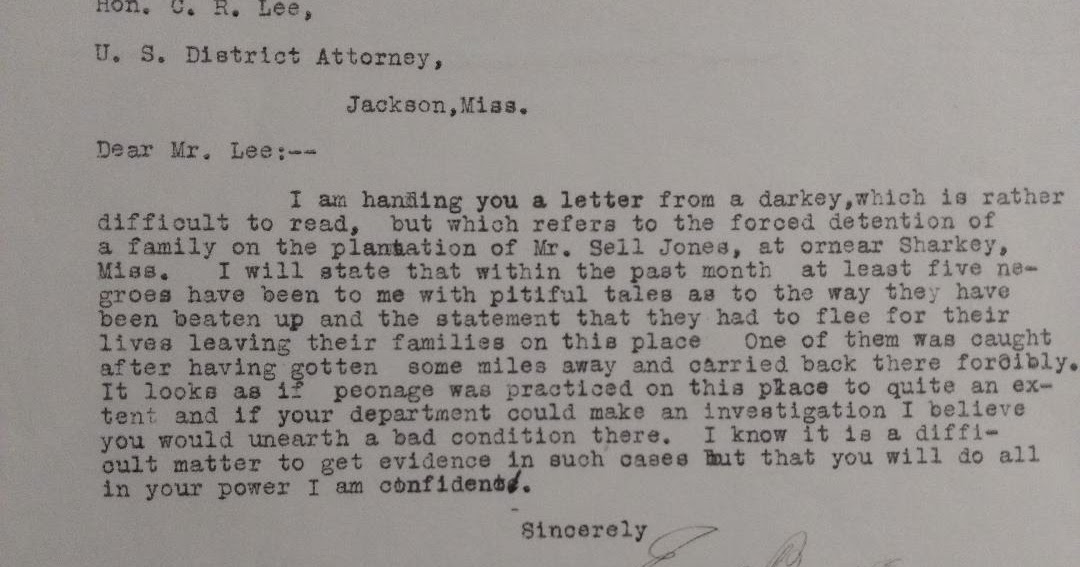 Hon. C. R. Lee,
U. S. District Attorney,
Jackson,Miss.
Dear Mr. Lee:--
I am handing you a letter from a darkey,which is rather
difficult to read, but which refers to the forced detention of
a family on the plantation of Mr. Sell Jones, at ornear Sharkey,
Miss. I will state that within the past month at least five ne-
groes have been to me with pitiful tales as to the way they have
been beaten up and the statement that they had to flee for their
lives leaving their families on this place One of them was caught
after having gotten some miles away and carried back there forcibly.
It looks as if peonage was practiced on this place to quite an ex-
tent and if your department could make an investigation I believe
you would unearth a bad condition there. I know it is a diffi-
cult matter to get evidence in such cases but that you will do all
in your power I am confident.
Sincerely